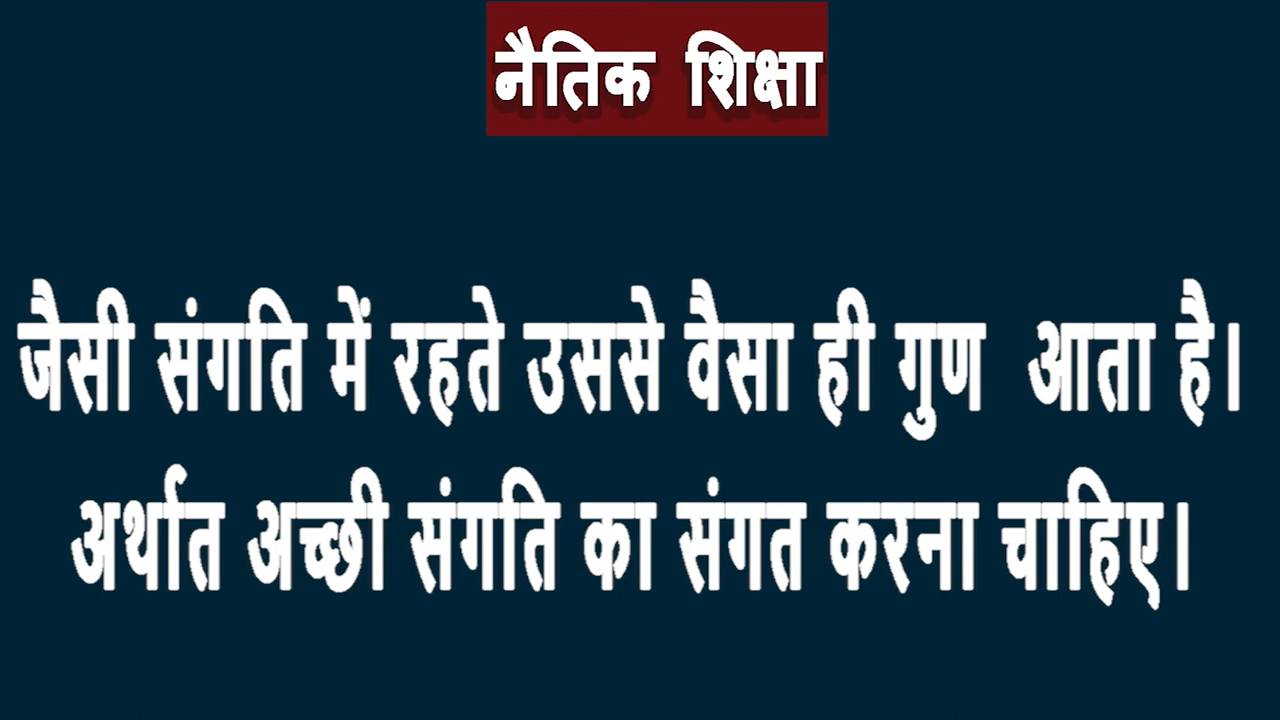 नैतिक शिक्षा
जैसी संगति में रहते उससे वैसा ही गुण आता है।
अर्थात अच्छी संगति का संगत करना चाहिए।